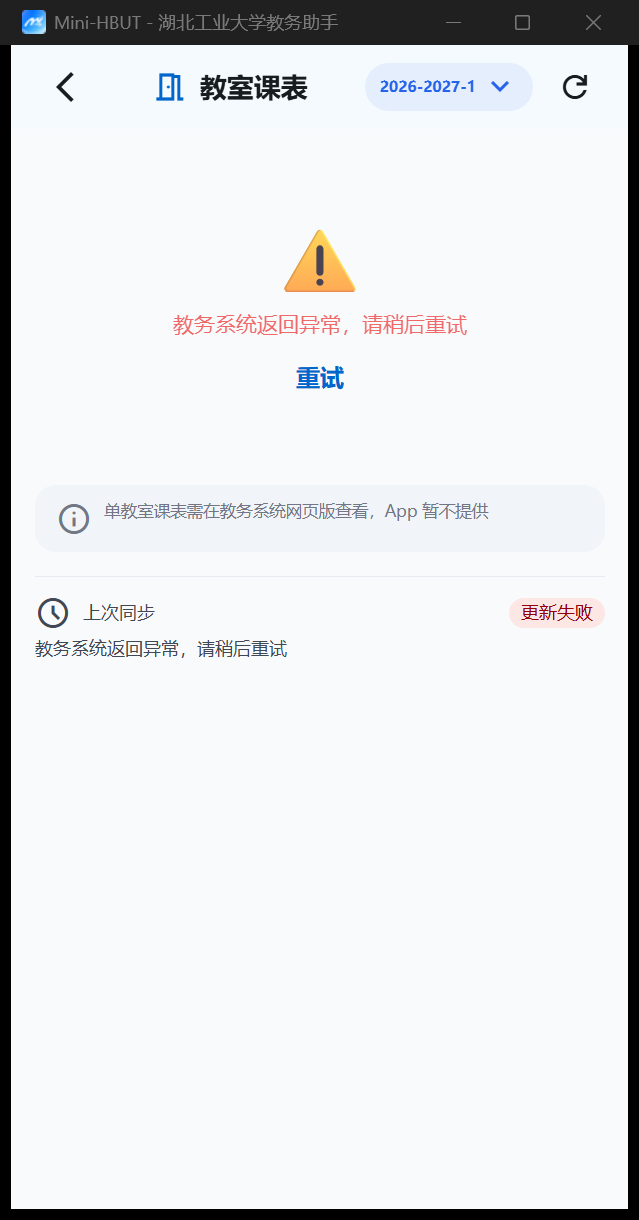 Mini-HBUT - 湖北工业大学教务助手
教室课表
2026-2027-1
教务系统返回异常，请稍后重试
重试
单教室课表需在教务系统网页版查看，App 暂不提供
上次同步
更新失败
教务系统返回异常，请稍后重试